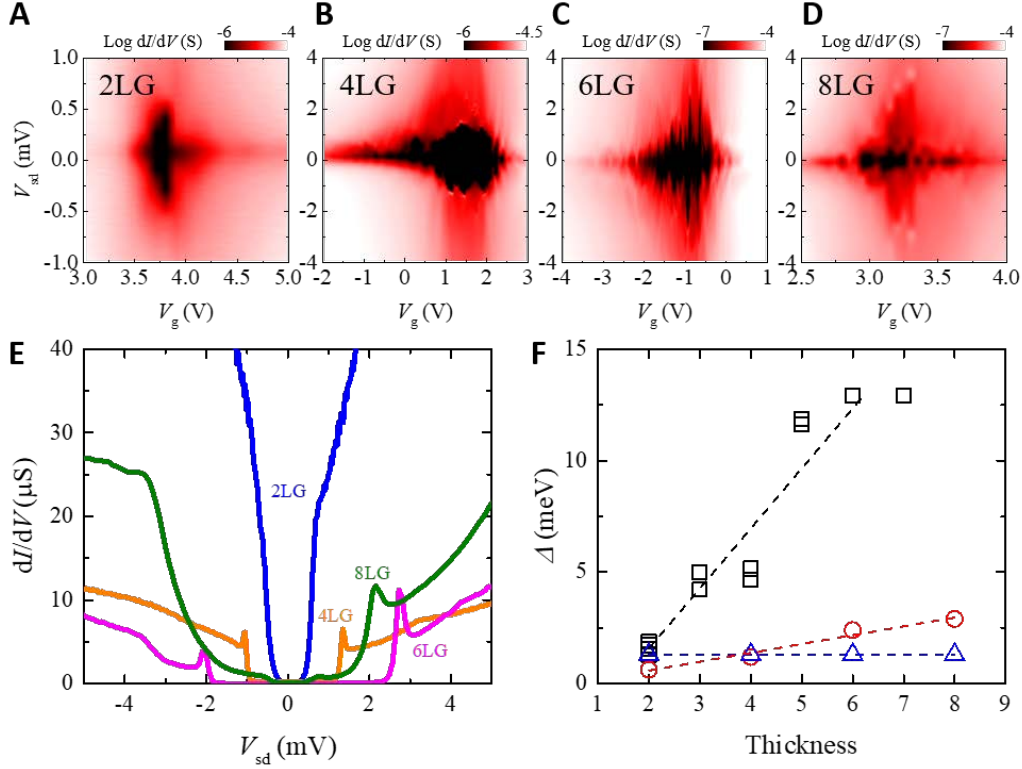 A
B
C
D
Log dI/dV (S)
-6
-4
Log dI/dV (S)
-6
-4.5
Log dI/dV (S)
-7
-4
Log dI/dV (S)
-7
-4
2LG
4LG
6LG
8LG
V_sd (mV)
1.0
0.5
0.0
-0.5
-1.0
4
2
0
-2
-4
4
2
0
-2
-4
4
2
0
-2
-4
3.0 3.5 4.0 4.5 5.0
-2 -1 0 1 2 3
-4 -3 -2 -1 0 1
2.5 3.0 3.5 4.0
V_g (V)
V_g (V)
V_g (V)
V_g (V)
E
dI/dV (μS)
40
30
20
10
0
2LG
8LG
4LG
6LG
-4 -2 0 2 4
V_sd (mV)
F
Δ (meV)
15
10
5
0
1 2 3 4 5 6 7 8 9
Thickness